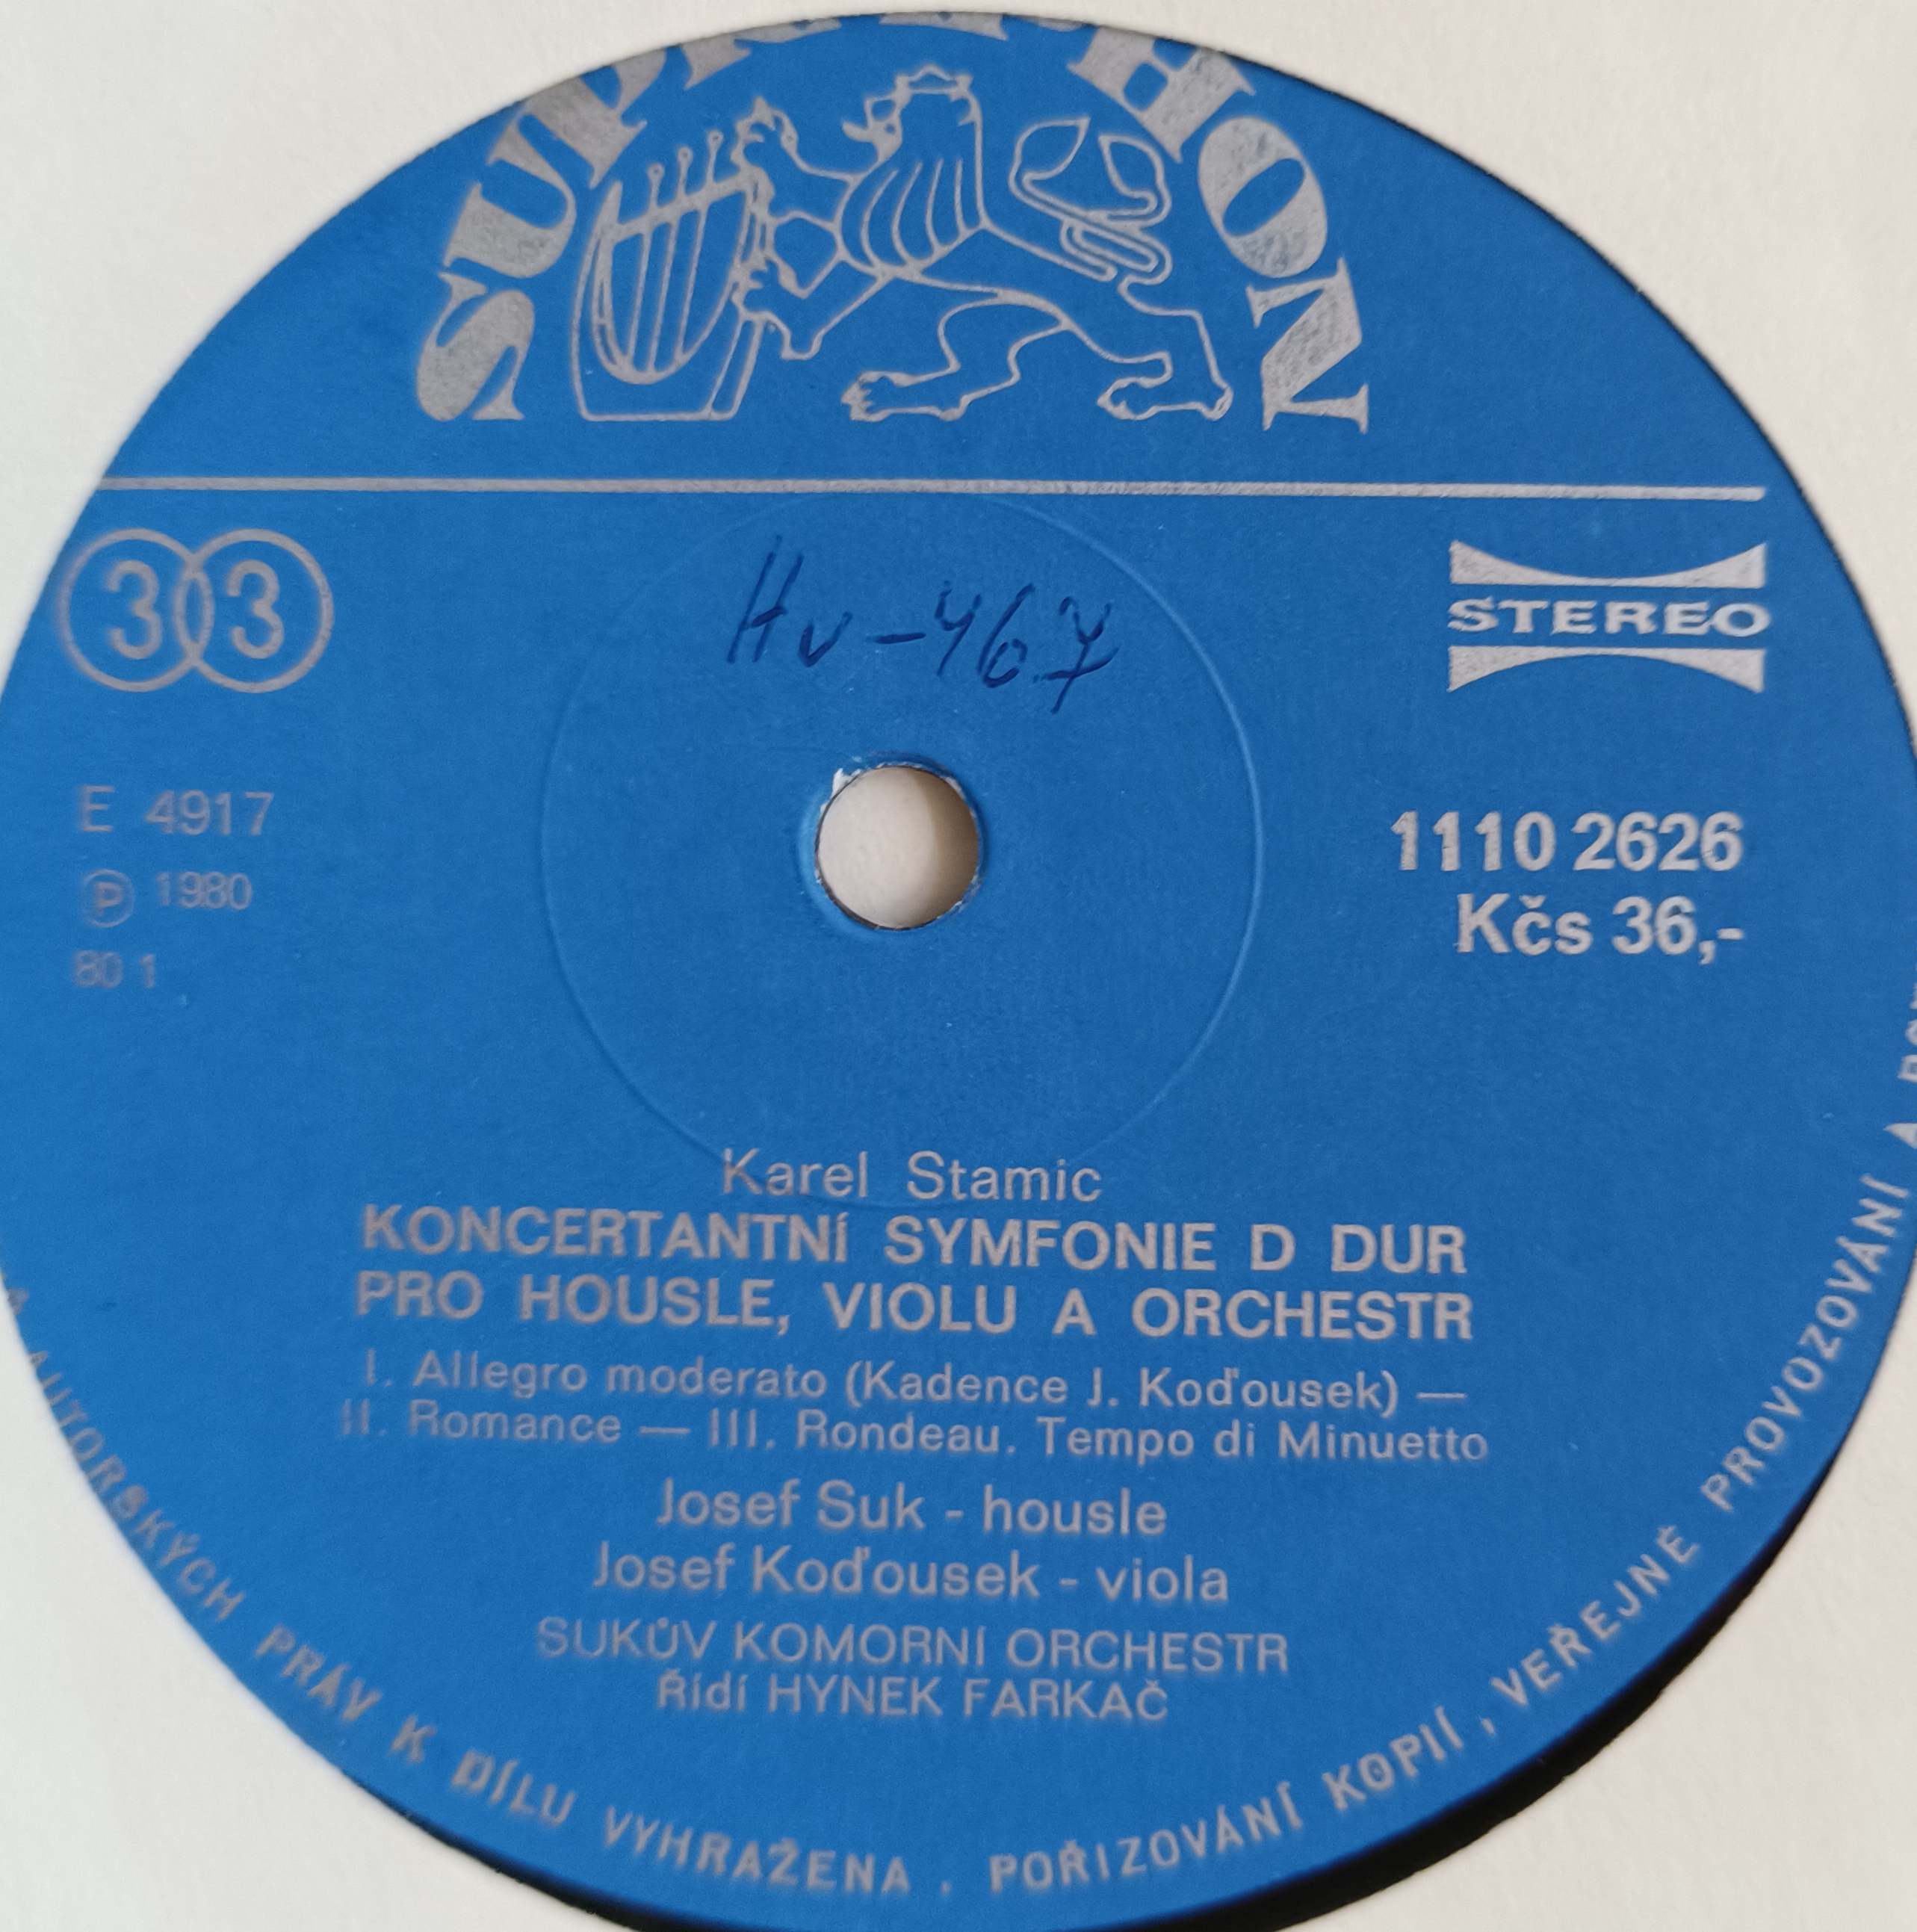 SUPRAPHON
33
STEREO
Hv-467
E 4917
℗ 1980
80 1
1110 2626
Kčs 36,-
Karel Stamic
KONCERTANTNÍ SYMFONIE D DUR
PRO HOUSLE, VIOLU A ORCHESTR
I. Allegro moderato (Kadence J. Koďousek) —
II. Romance — III. Rondeau. Tempo di Minuetto
Josef Suk - housle
Josef Koďousek - viola
SUKŮV KOMORNÍ ORCHESTR
Řídí HYNEK FARKAČ
A AUTORSKÝCH PRÁV K DÍLU VYHRAŽENA . POŘIZOVÁNÍ KOPIÍ , VEŘEJNÉ PROVOZOVÁNÍ A